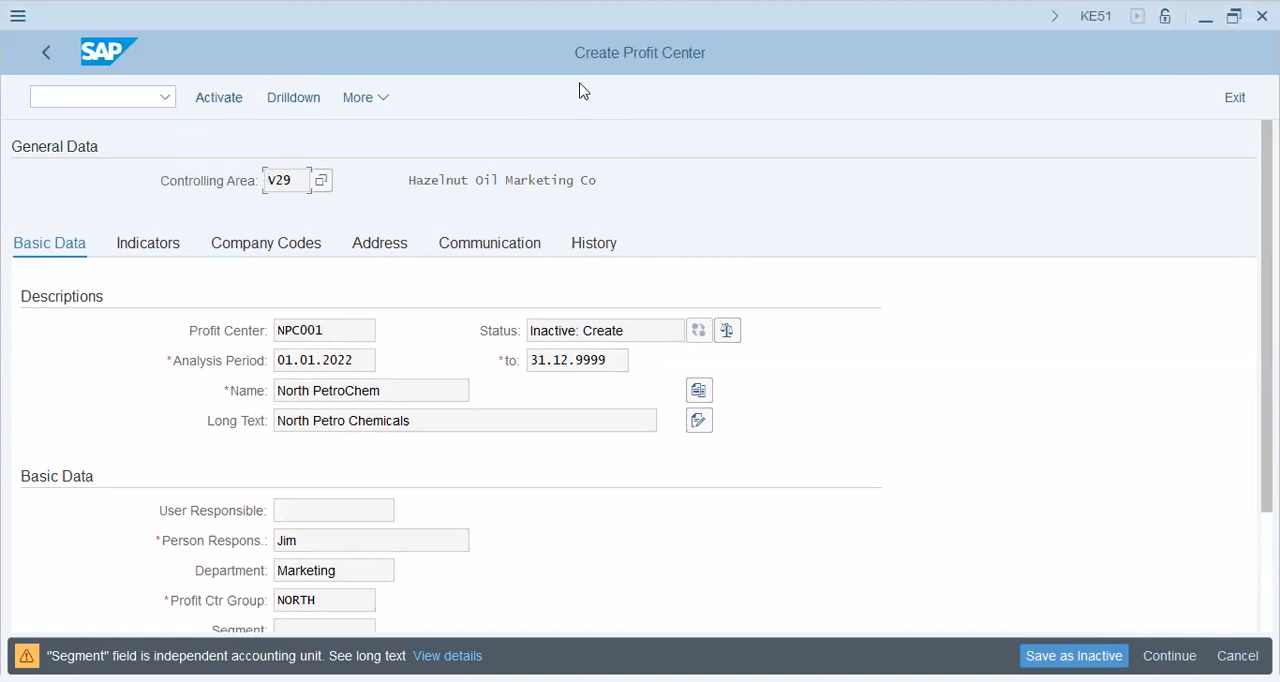 KE51
SAP
Create Profit Center
Activate Drilldown More Exit
General Data
Controlling Area: V29 Hazelnut Oil Marketing Co
Basic Data Indicators Company Codes Address Communication History
Descriptions
Profit Center: NPC001 Status: Inactive: Create
*Analysis Period: 01.01.2022 *to: 31.12.9999
*Name: North PetroChem
Long Text: North Petro Chemicals
Basic Data
User Responsible:
*Person Respons.: Jim
Department: Marketing
*Profit Ctr Group: NORTH
Segment:
"Segment" field is independent accounting unit. See long text View details Save as Inactive Continue Cancel